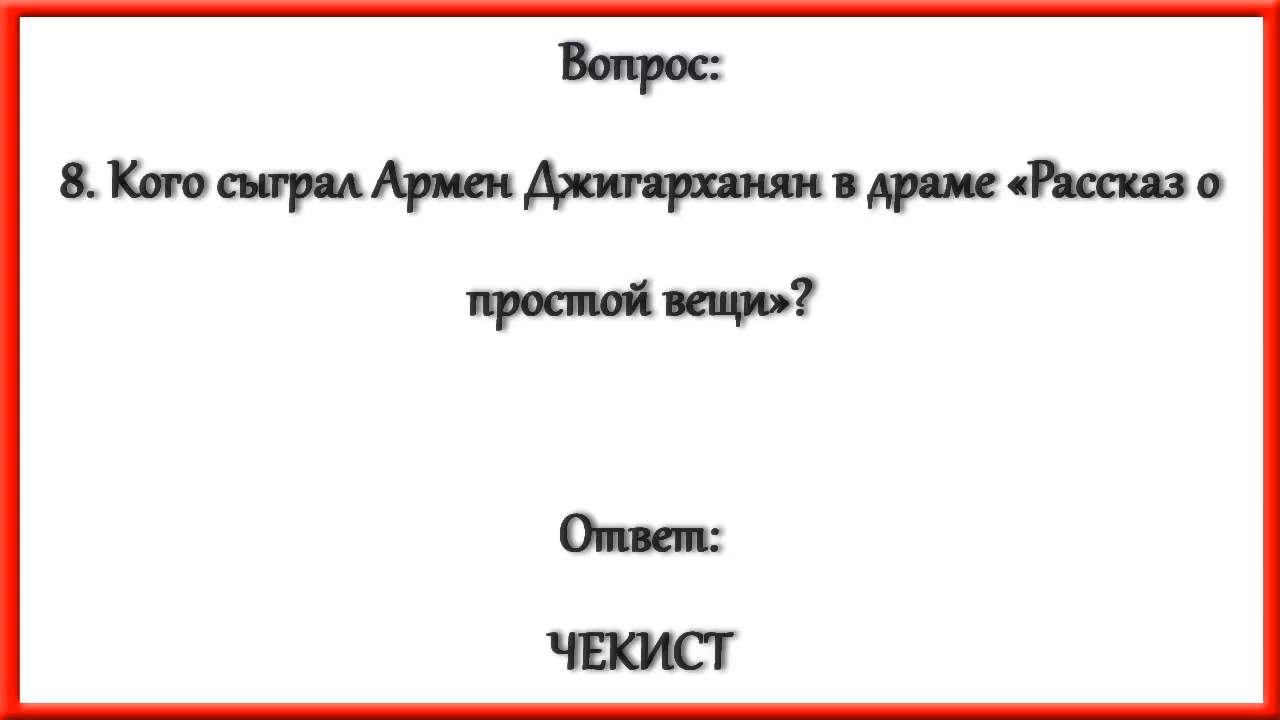 Вопрос:
8. Кого сыграл Армен Джигарханян в драме «Рассказ о
простой вещи»?
Ответ:
ЧЕКИСТ